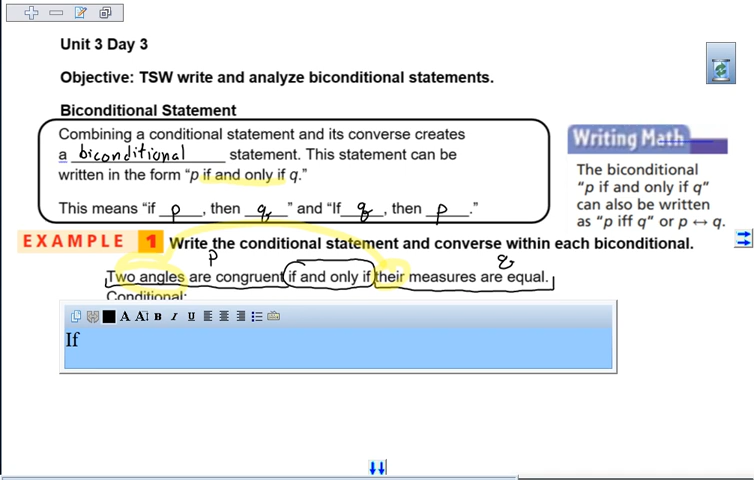 Unit 3 Day 3
Objective: TSW write and analyze biconditional statements.
Biconditional Statement
Combining a conditional statement and its converse creates
a biconditional statement. This statement can be
written in the form "p if and only if q."
This means "if p, then q" and "If q, then p."
Writing Math
The biconditional
"p if and only if q"
can also be written
as "p iff q" or p ↔ q.
EXAMPLE 1 Write the conditional statement and converse within each biconditional.
p q
Two angles are congruent if and only if their measures are equal.
Conditional:
A A B I U
If